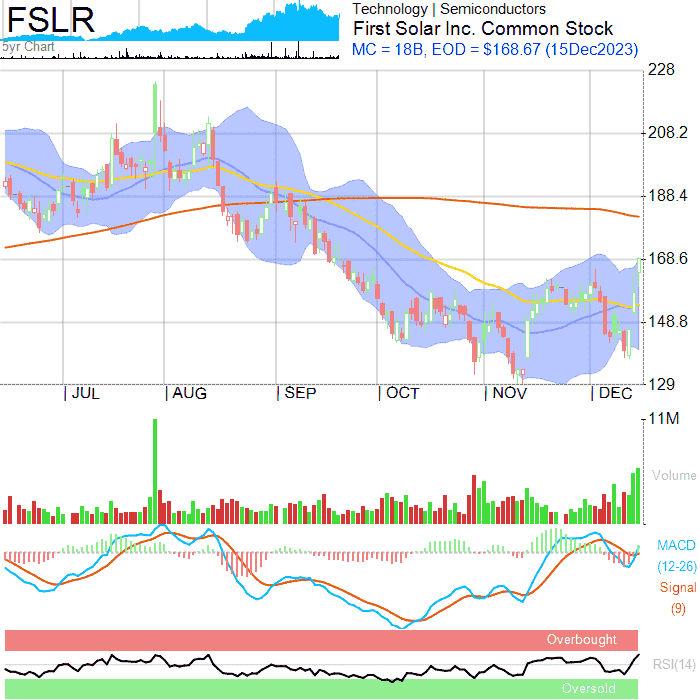 FSLR
5yr Chart
Technology | Semiconductors
First Solar Inc. Common Stock
MC = 18B, EOD = $168.67 (15Dec2023)
228
208.2
188.4
168.6
148.8
129
JUL
AUG
SEP
OCT
NOV
DEC
11M
Volume
MACD
(12-26)
Signal
(9)
Overbought
RSI(14)
Oversold